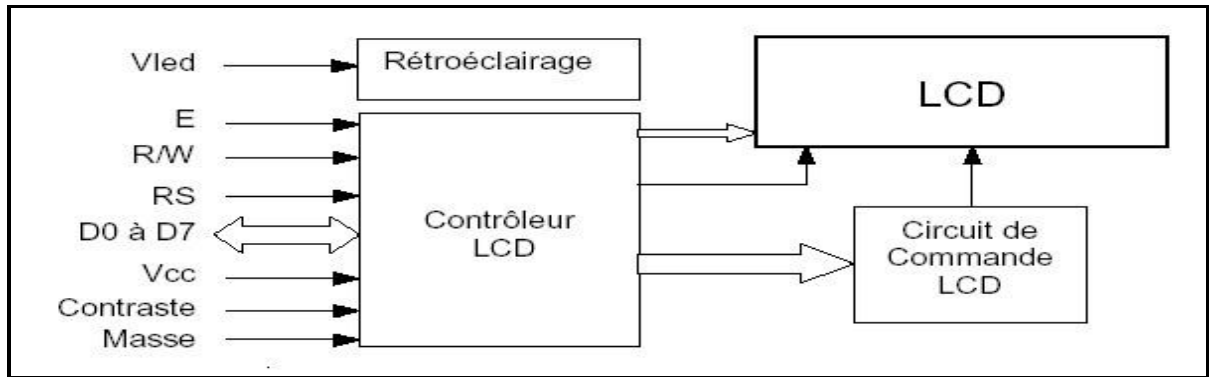 Vled
Rétroéclairage
LCD
E
R/W
RS
D0 à D7
Contrôleur
LCD
Circuit de
Commande
LCD
Vcc
Contraste
Masse